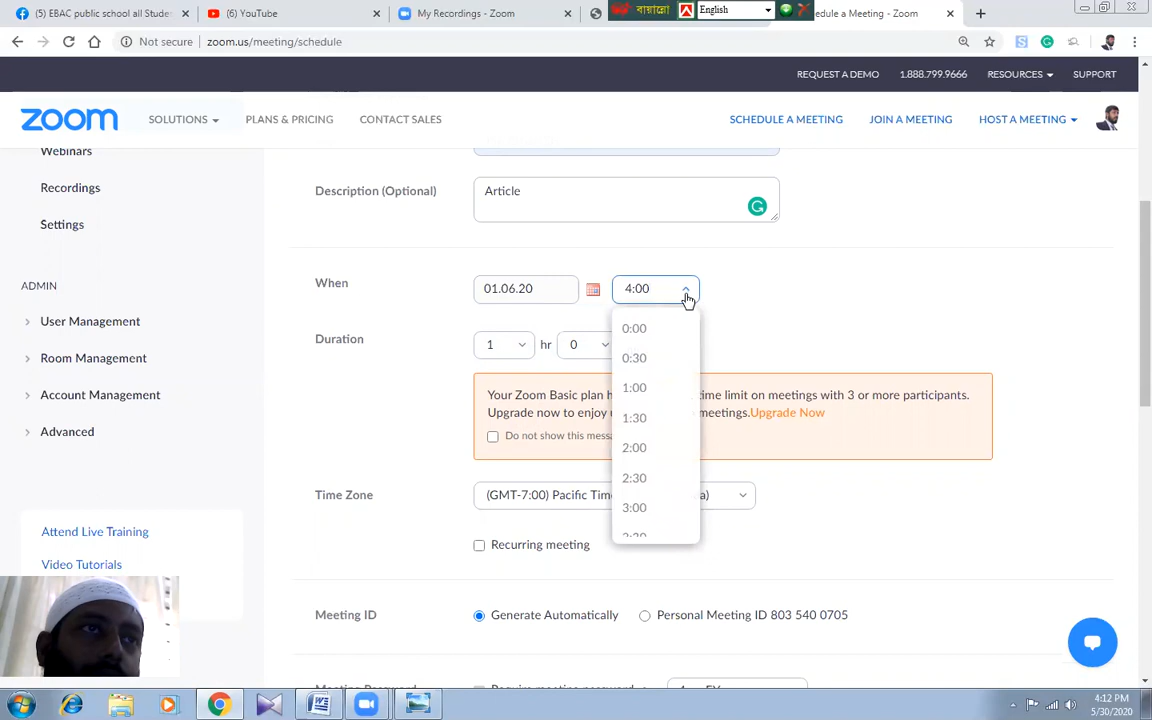 (5) EBAC public school all Stude
(6) YouTube
My Recordings - Zoom
বায়ান্নো
English
edule a Meeting - Zoom
Not secure
zoom.us/meeting/schedule
REQUEST A DEMO
1.888.799.9666
RESOURCES
SUPPORT
zoom
SOLUTIONS
PLANS & PRICING
CONTACT SALES
SCHEDULE A MEETING
JOIN A MEETING
HOST A MEETING
Webinars
Recordings
Settings
ADMIN
User Management
Room Management
Account Management
Advanced
Attend Live Training
Video Tutorials
Description (Optional)
Article
When
01.06.20
4:00
0:00
0:30
1:00
1:30
2:00
2:30
3:00
Duration
1
hr
0
Your Zoom Basic plan h time limit on meetings with 3 or more participants.
Upgrade now to enjoy meetings. Upgrade Now
Do not show this messa
Time Zone
(GMT-7:00) Pacific Tim a)
Recurring meeting
Meeting ID
Generate Automatically
Personal Meeting ID 803 540 0705
Meeting Password
Require meeting password
4:12 PM
5/30/2020